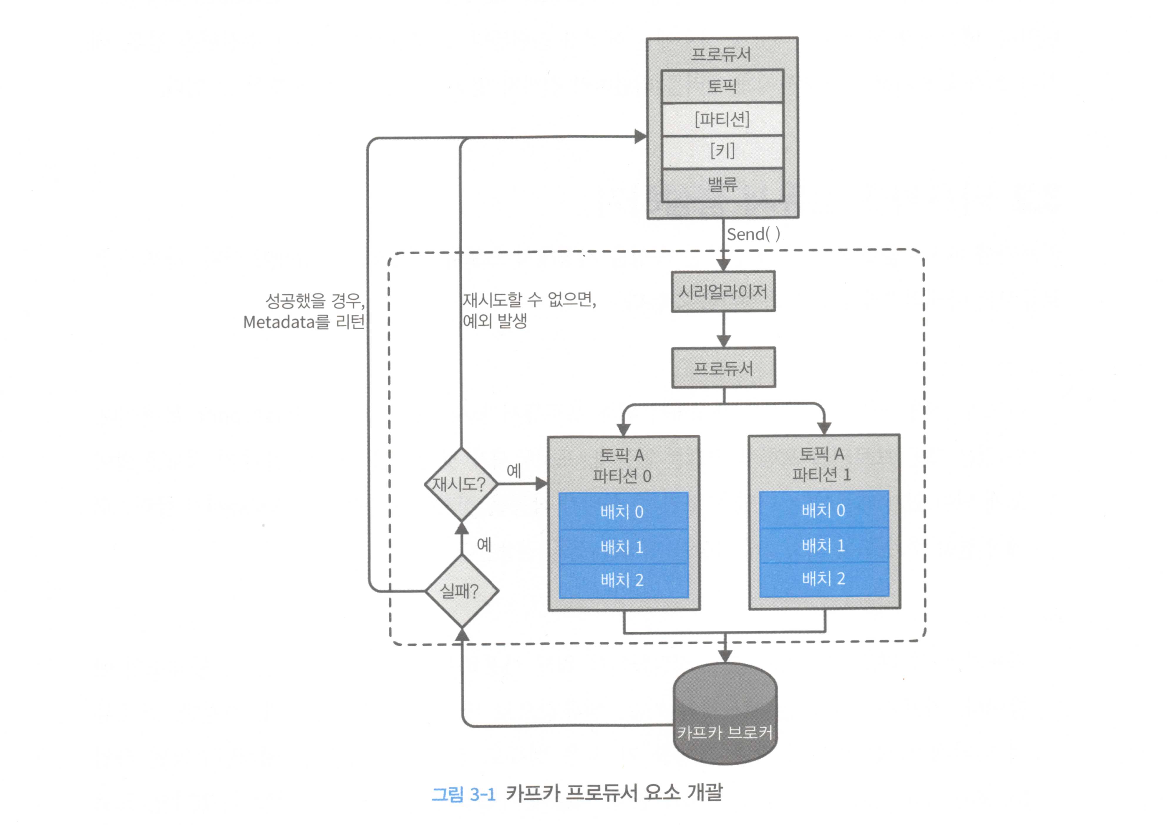 프로듀서
토픽
[파티션]
[키]
밸류
Send( )
시리얼라이저
프로듀서
성공했을 경우,
Metadata를 리턴
재시도할 수 없으면,
예외 발생
토픽 A
파티션 0
배치 0
배치 1
배치 2
토픽 A
파티션 1
배치 0
배치 1
배치 2
재시도?
예
예
실패?
카프카 브로커
그림 3-1 카프카 프로듀서 요소 개괄